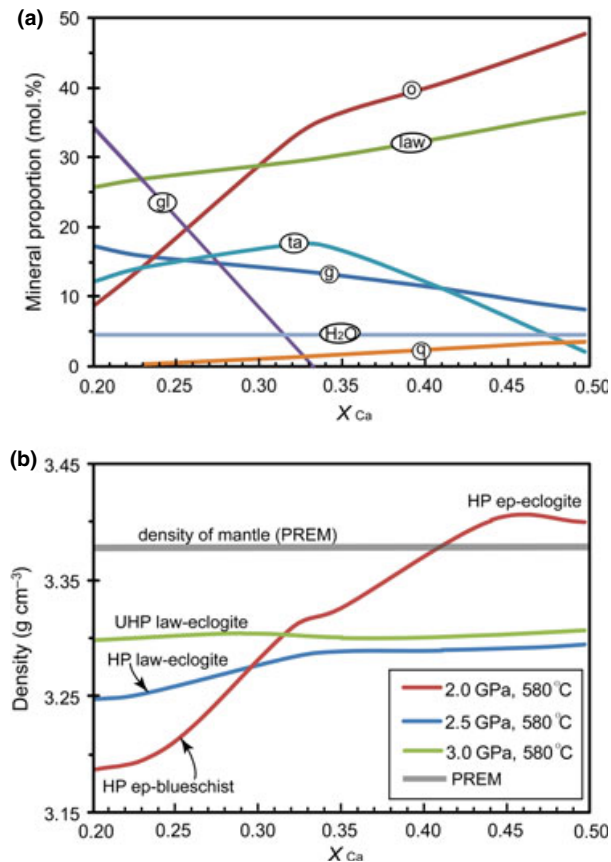 (a)
50
40
30
20
10
0
Mineral proportion (mol.%)
o
law
gl
ta
g
H₂O
q
0.20 0.25 0.30 0.35 0.40 0.45 0.50
X Ca
(b)
3.45
3.35
3.25
3.15
Density (g cm⁻³)
HP ep-eclogite
density of mantle (PREM)
UHP law-eclogite
HP law-eclogite
HP ep-blueschist
2.0 GPa, 580 °C
2.5 GPa, 580 °C
3.0 GPa, 580 °C
PREM
0.20 0.25 0.30 0.35 0.40 0.45 0.50
X Ca